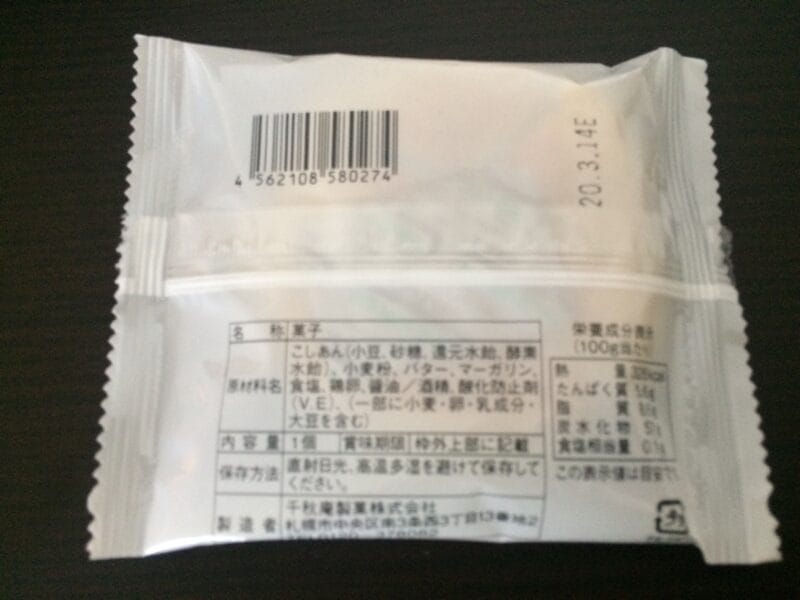 4 562108 580274
20.3.14E
名 称 菓子
原材料名 こしあん(小豆、砂糖、還元水飴、酵素
水飴)、小麦粉、バター、マーガリン、
食塩、鶏卵、醤油/酒精、酸化防止剤
(V.E)、(一部に小麦・卵・乳成分・
大豆を含む)
内容量 1個 賞味期限 枠外上部に記載
保存方法 直射日光、高温多湿を避けて保存して
ください。
製造者 千秋庵製菓株式会社
札幌市中央区南3条西3丁目13番地2
栄養成分表示
(100g当たり)
熱 量
たんぱく質
脂 質
炭水化物
食塩相当量
この表示値は目安で